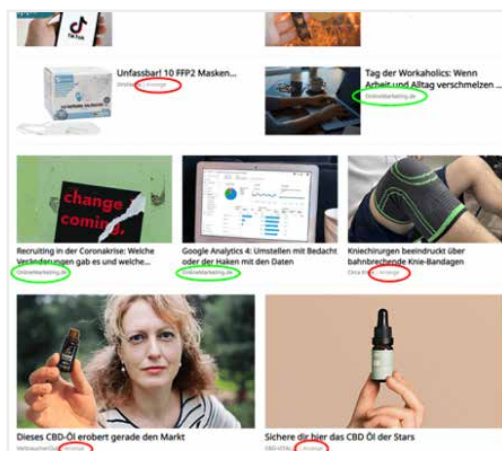 TikTok
Unfassbar! 10 FFP2 Masken...
Anzeige
Tag der Workaholics: Wenn
Arbeit und Alltag verschmelzen ...
OnlineMarketing.de
change
coming.
Recruiting in der Coronakrise: Welche
Veränderungen gab es und welche...
OnlineMarketing.de
Google Analytics 4: Umstellen mit Bedacht
oder der Haken mit den Daten
OnlineMarketing.de
Kniechirurgen beeindruckt über
bahnbrechende Knie-Bandagen
Anzeige
Dieses CBD-Öl erobert gerade den Markt
Anzeige
Sichere dir hier das CBD Öl der Stars
Anzeige